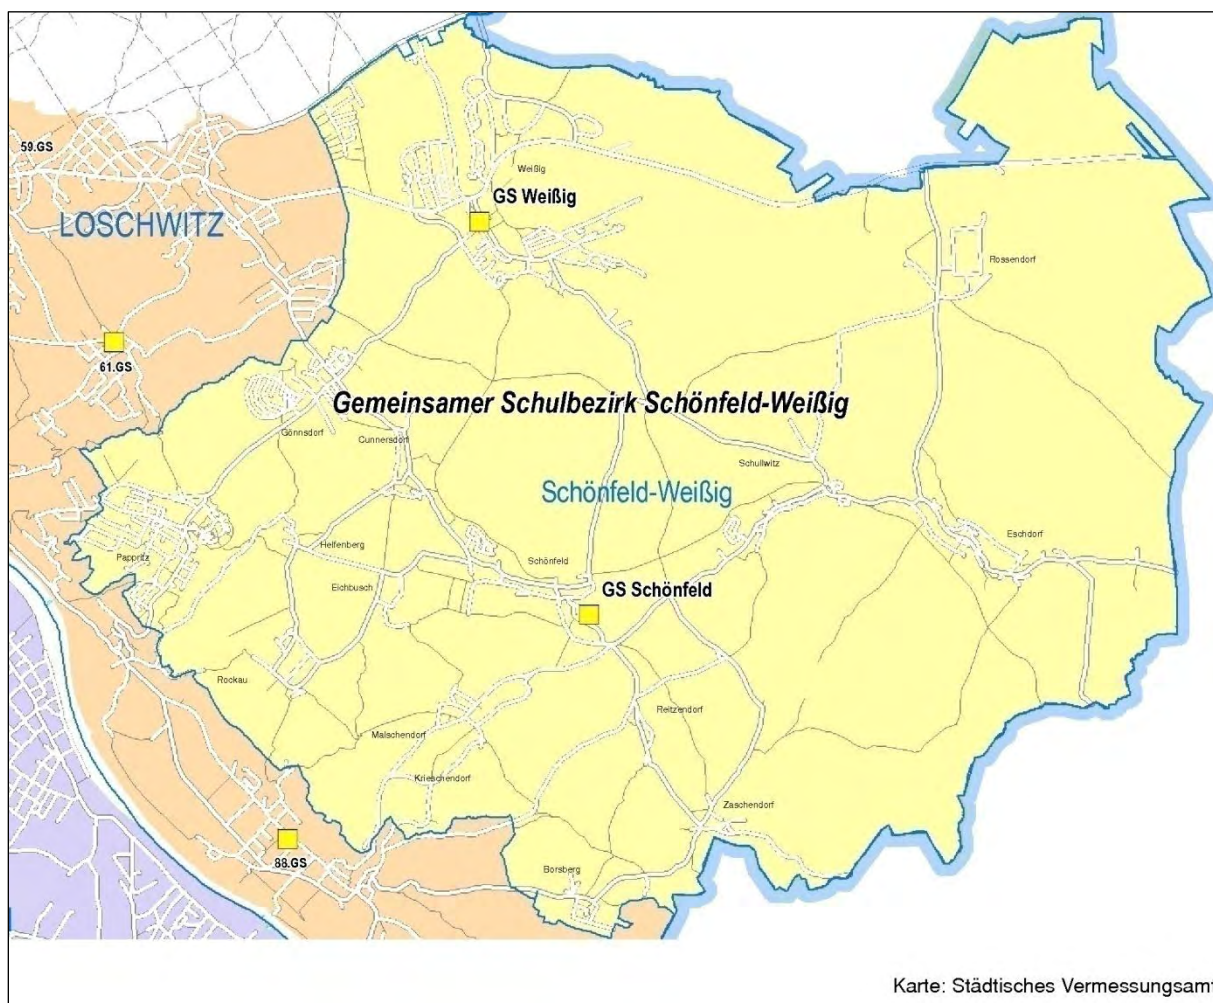 59.GS
Weißig
GS Weißig
LOSCHWITZ
Rossendorf
61.GS
Gemeinsamer Schulbezirk Schönfeld-Weißig
Gönnsdorf
Cunnersdorf
Schullwitz
Schönfeld-Weißig
Pappritz
Helfenberg
Schönfeld
Eschdorf
Eichbusch
GS Schönfeld
Rockau
Reitzendorf
Malschendorf
Krieschendorf
Zaschendorf
88.GS
Borsberg
Karte: Städtisches Vermessungsamt